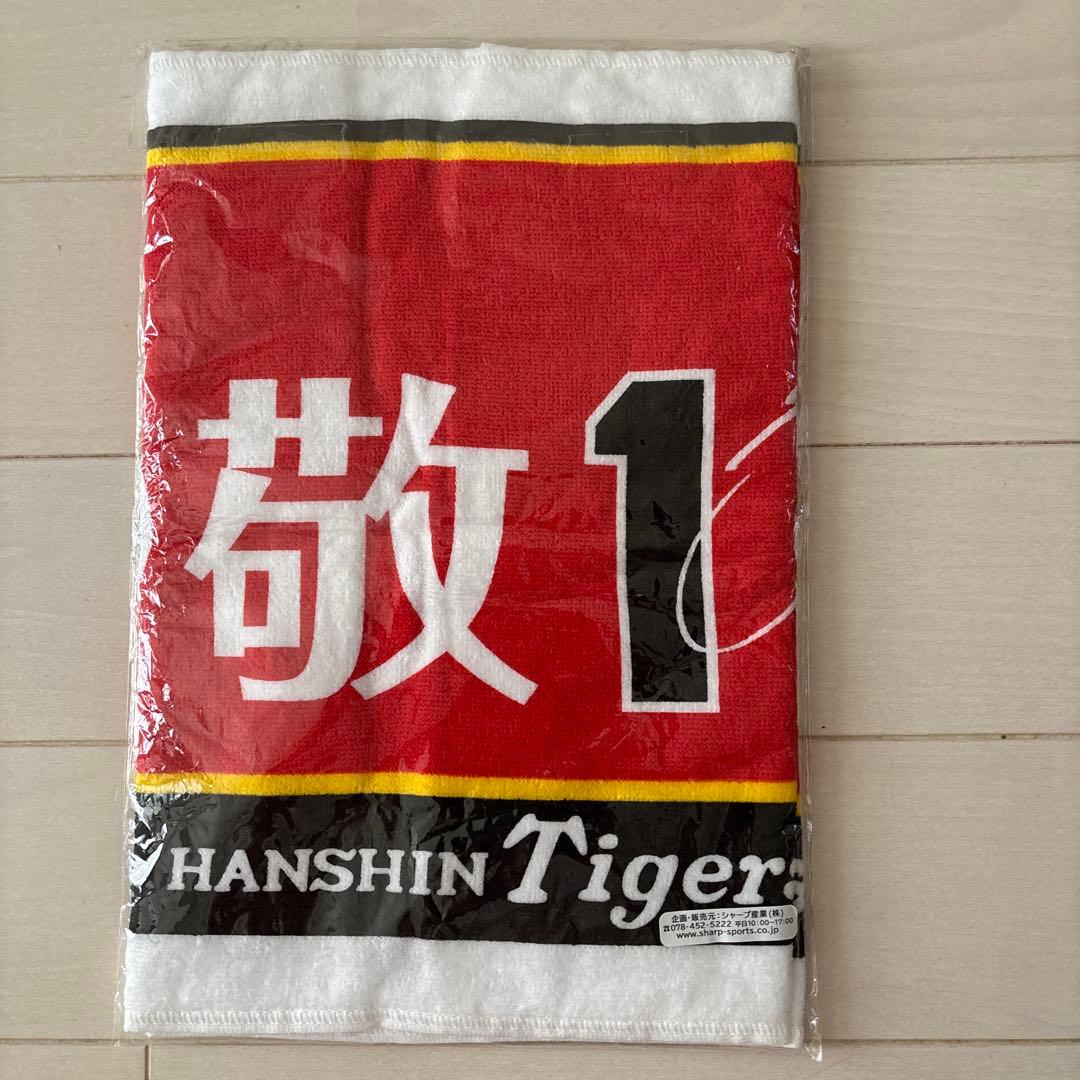 敬1
HANSHIN Tigers
企画・販売元：シャープ産業(株)
☎078-452-5222 平日10:00~17:00
www.sharp-sports.co.jp